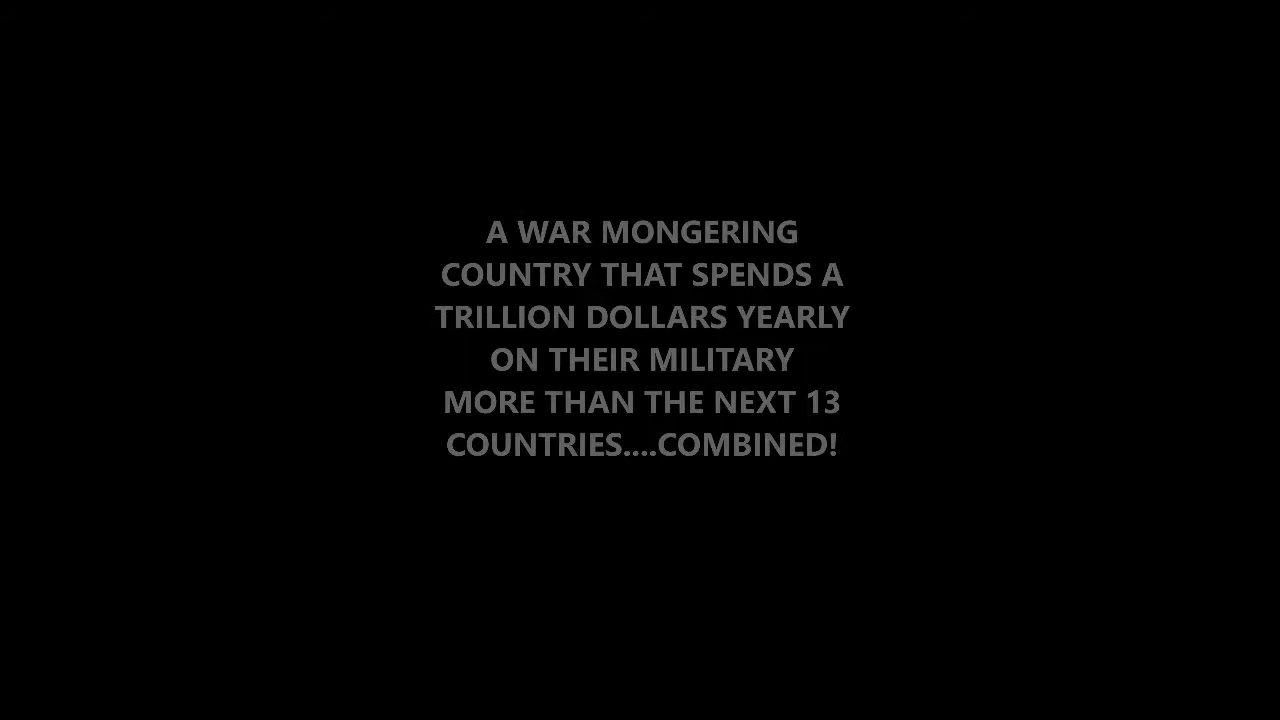 A WAR MONGERING
COUNTRY THAT SPENDS A
TRILLION DOLLARS YEARLY
ON THEIR MILITARY
MORE THAN THE NEXT 13
COUNTRIES....COMBINED!